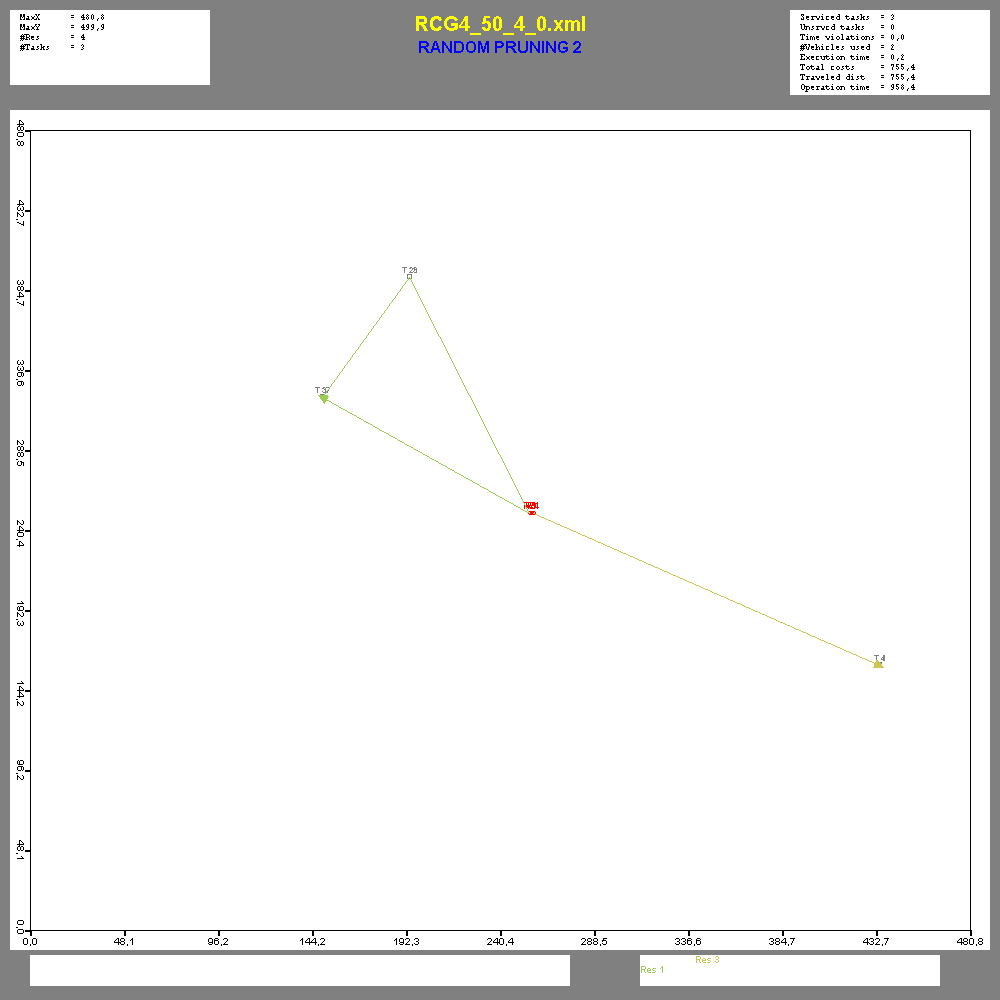 MaxX = 480,8
MaxY = 499,9
#Res = 4
#Tasks = 3
RCG4_50_4_0.xml
RANDOM PRUNING 2
Serviced tasks = 3
Unsrvcd tasks = 0
Time violations = 0,0
#Vehicles used = 2
Execution time = 0,2
Total costs = 755,4
Traveled dist = 755,4
Operation time = 958,4
480,8
432,7
384,7
336,6
288,5
240,4
192,3
144,2
96,2
48,1
0,0
T 28
T 37
T 4
0,0 48,1 96,2 144,2 192,3 240,4 288,5 336,6 384,7 432,7 480,8
Res 3
Res 1